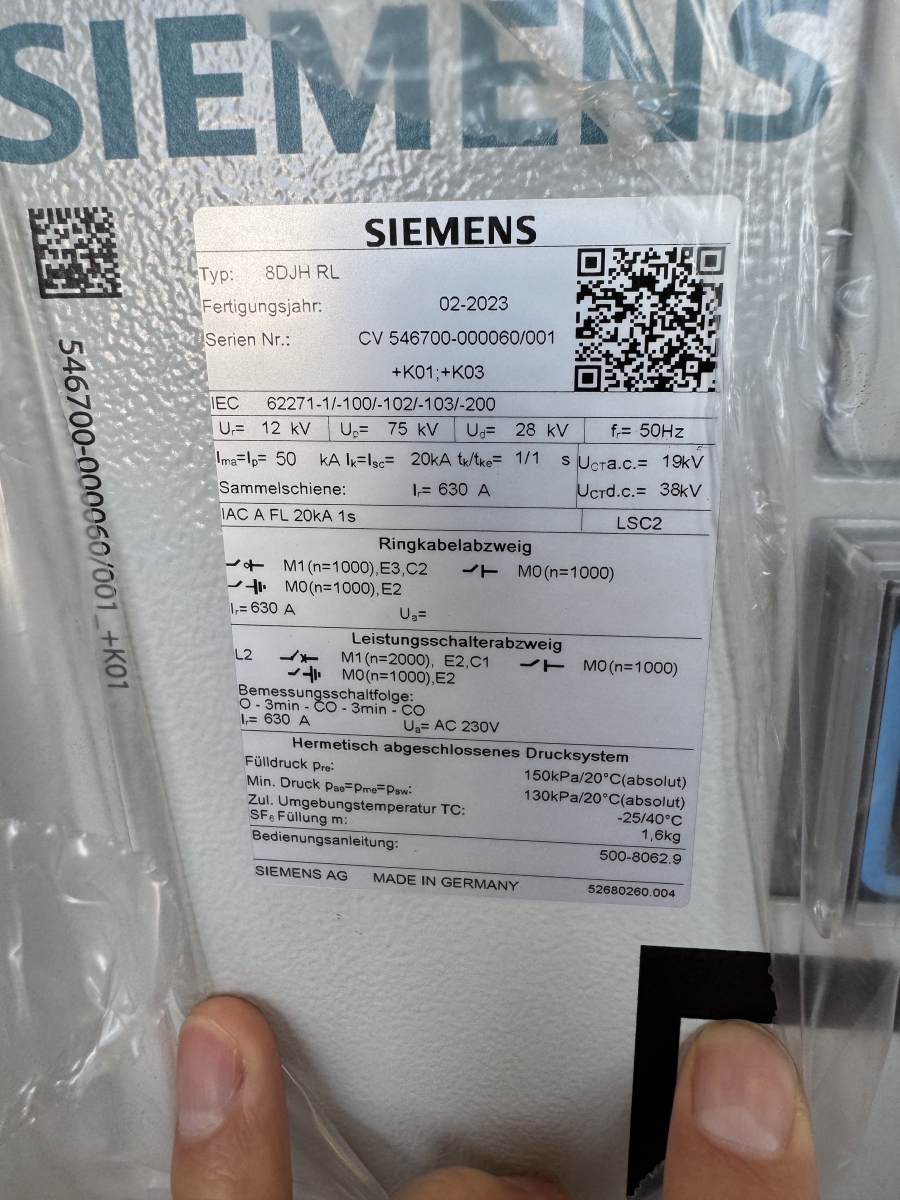 SIEMENS
SIEMENS
Typ: 8DJH RL
Fertigungsjahr: 02-2023
Serien Nr.: CV 546700-000060/001
+K01;+K03
IEC 62271-1/-100/-102/-103/-200
Ur= 12 kV Up= 75 kV Ud= 28 kV fr= 50Hz
Ima=Ip= 50 kA Ik=Isc= 20kA tk/tke= 1/1 s UCTa.c.= 19kV
Sammelschiene: Ir= 630 A UCTd.c.= 38kV
IAC A FL 20kA 1s LSC2
Ringkabelabzweig
M1(n=1000),E3,C2 M0(n=1000)
M0(n=1000),E2
Ir= 630 A Ua=
Leistungsschalterabzweig
L2 M1(n=2000), E2,C1 M0(n=1000)
M0(n=1000),E2
Bemessungsschaltfolge:
O - 3min - CO - 3min - CO
Ir= 630 A Ua= AC 230V
Hermetisch abgeschlossenes Drucksystem
Fülldruck pre: 150kPa/20°C(absolut)
Min. Druck pae=pme=psw: 130kPa/20°C(absolut)
Zul. Umgebungstemperatur TC: -25/40°C
SF6 Füllung m: 1,6kg
Bedienungsanleitung: 500-8062.9
SIEMENS AG MADE IN GERMANY 52680260.004
546700-000060/001_+K01